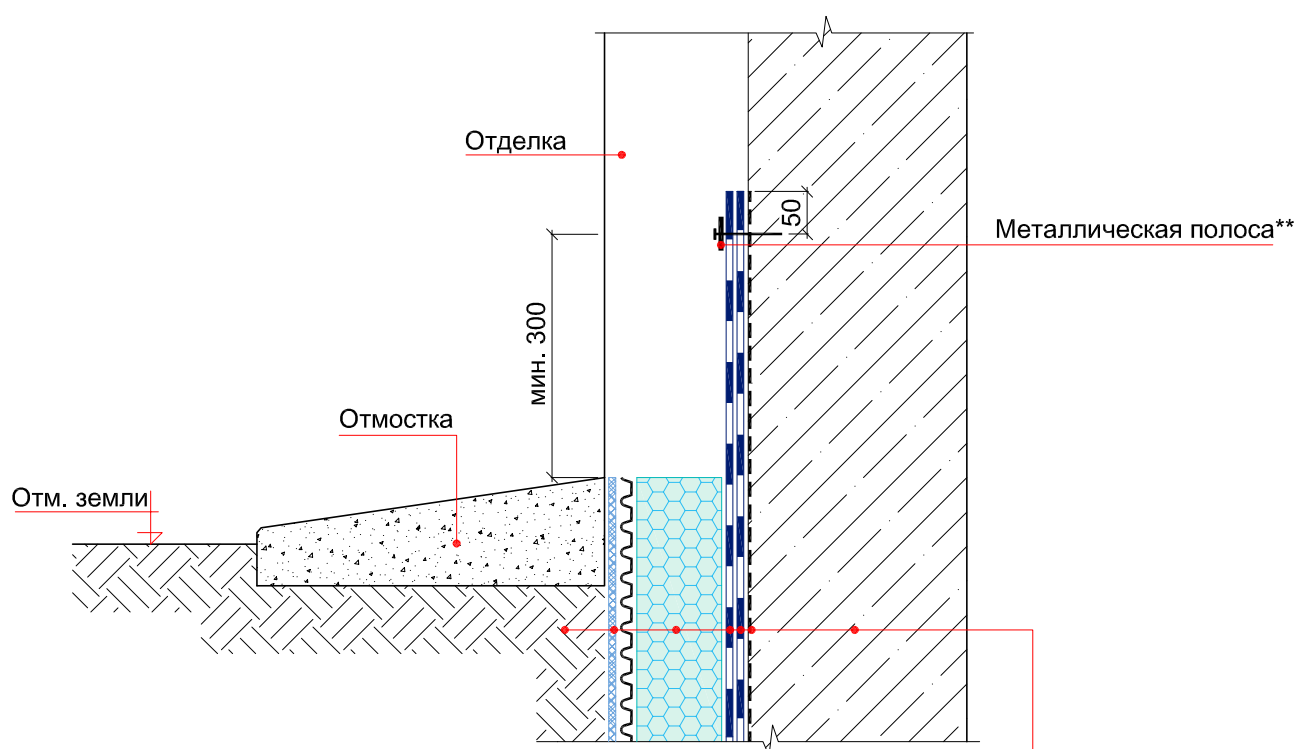 Отделка
50
Металлическая полоса**
мин. 300
Отмостка
Отм. земли